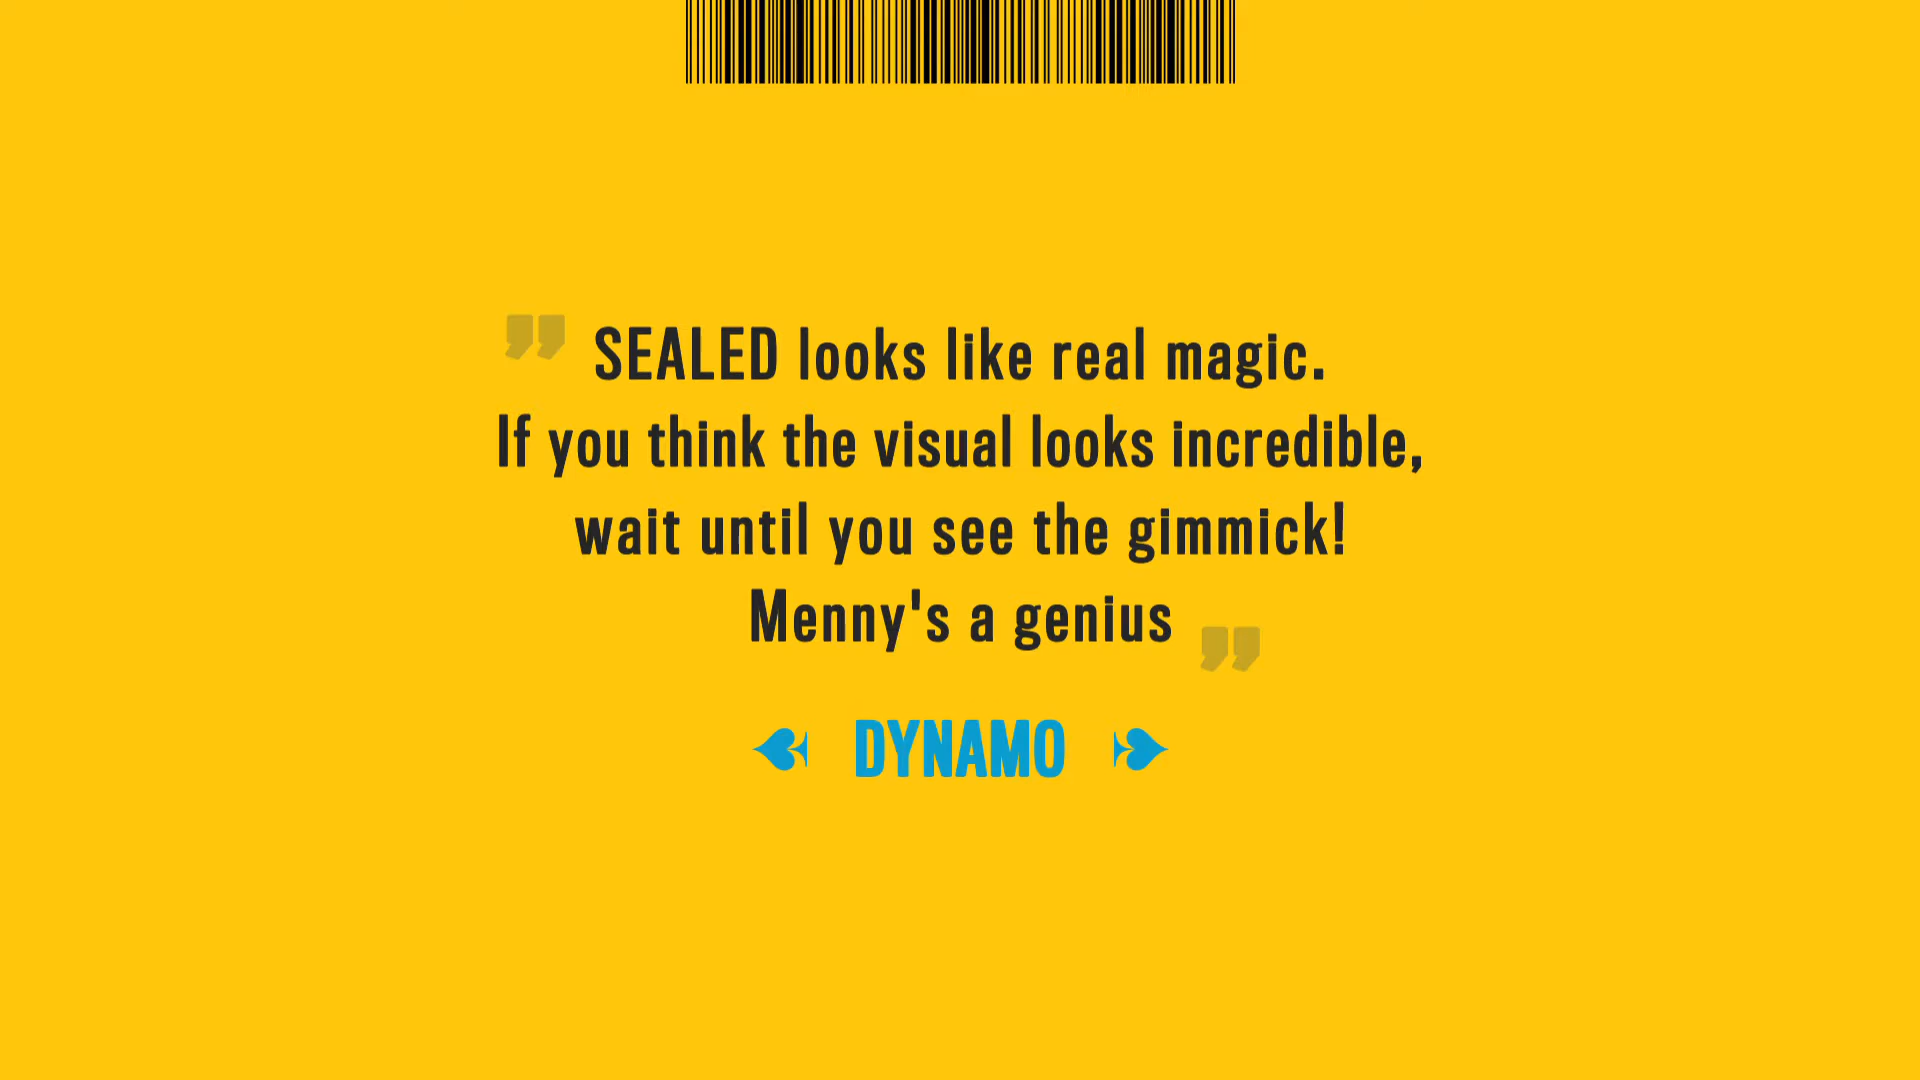 ” SEALED looks like real magic.
If you think the visual looks incredible,
wait until you see the gimmick!
Menny's a genius ”
DYNAMO